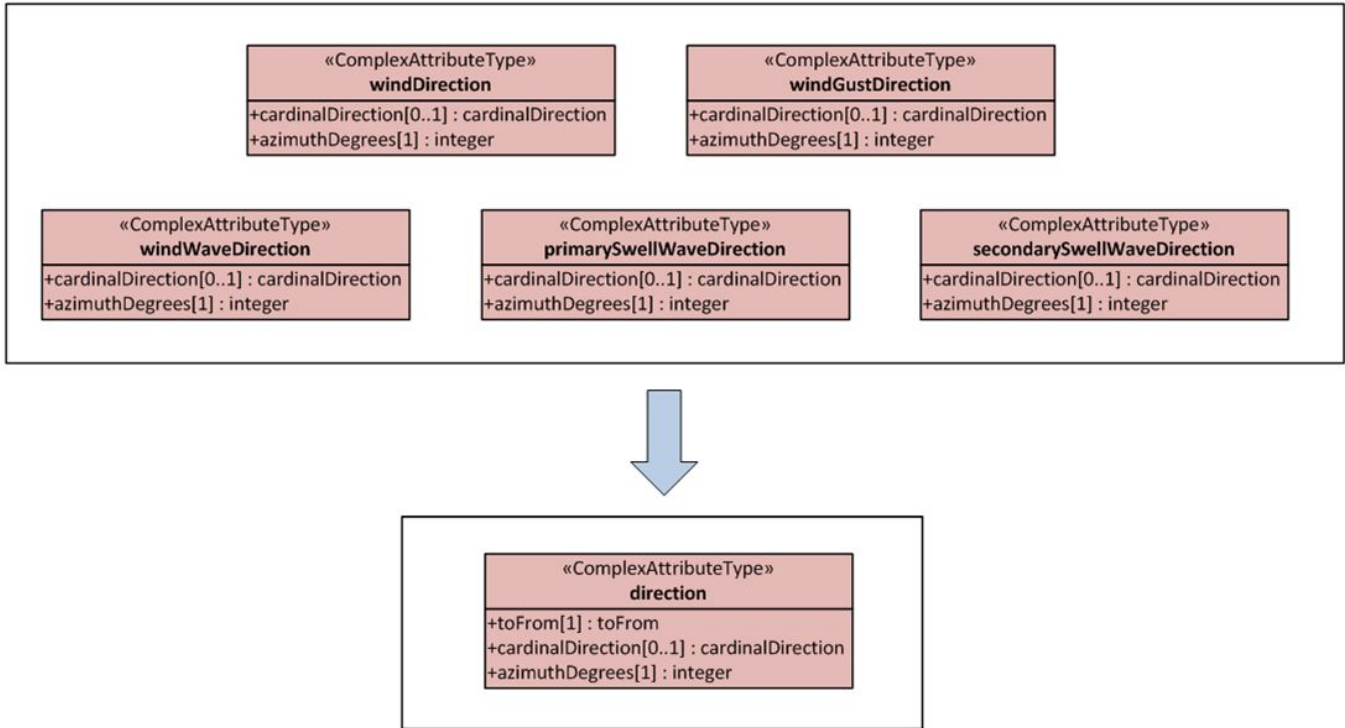 «ComplexAttributeType»
windDirection
+cardinalDirection[0..1] : cardinalDirection
+azimuthDegrees[1] : integer
«ComplexAttributeType»
windGustDirection
+cardinalDirection[0..1] : cardinalDirection
+azimuthDegrees[1] : integer
«ComplexAttributeType»
windWaveDirection
+cardinalDirection[0..1] : cardinalDirection
+azimuthDegrees[1] : integer
«ComplexAttributeType»
primarySwellWaveDirection
+cardinalDirection[0..1] : cardinalDirection
+azimuthDegrees[1] : integer
«ComplexAttributeType»
secondarySwellWaveDirection
+cardinalDirection[0..1] : cardinalDirection
+azimuthDegrees[1] : integer
«ComplexAttributeType»
direction
+toFrom[1] : toFrom
+cardinalDirection[0..1] : cardinalDirection
+azimuthDegrees[1] : integer